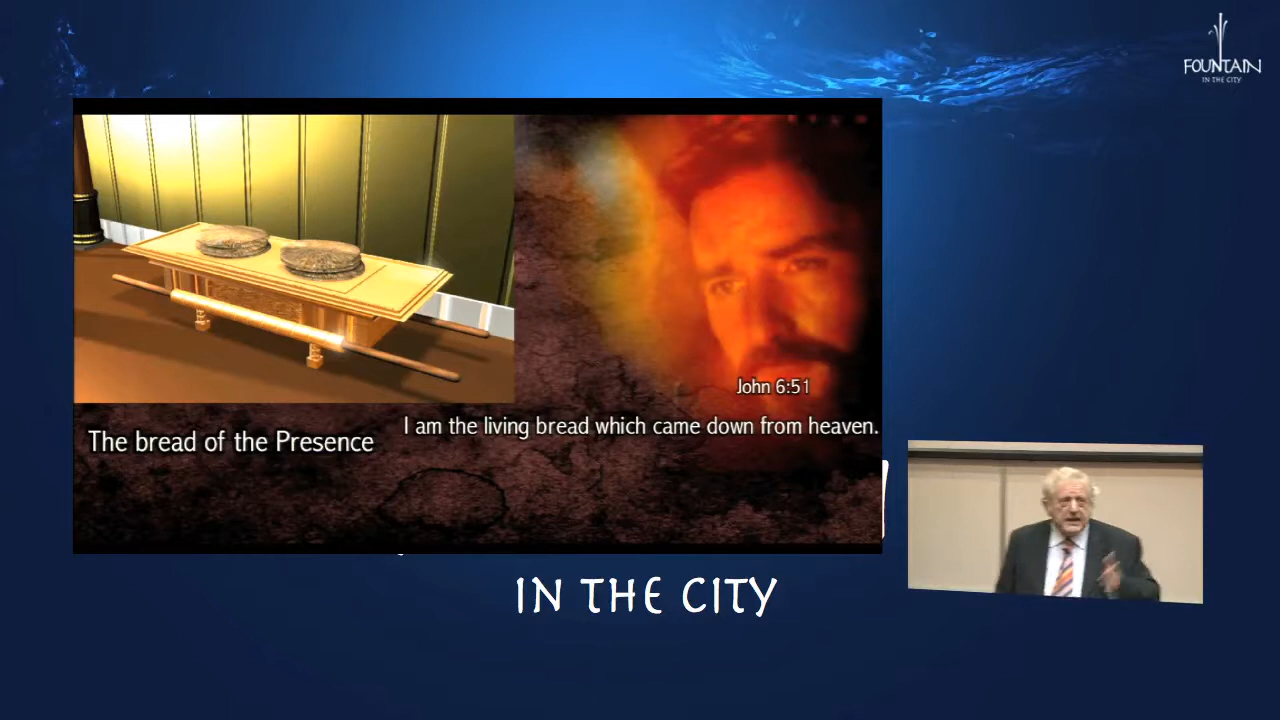 FOUNTAIN
IN THE CITY
John 6:51
I am the living bread which came down from heaven.
The bread of the Presence
IN THE CITY